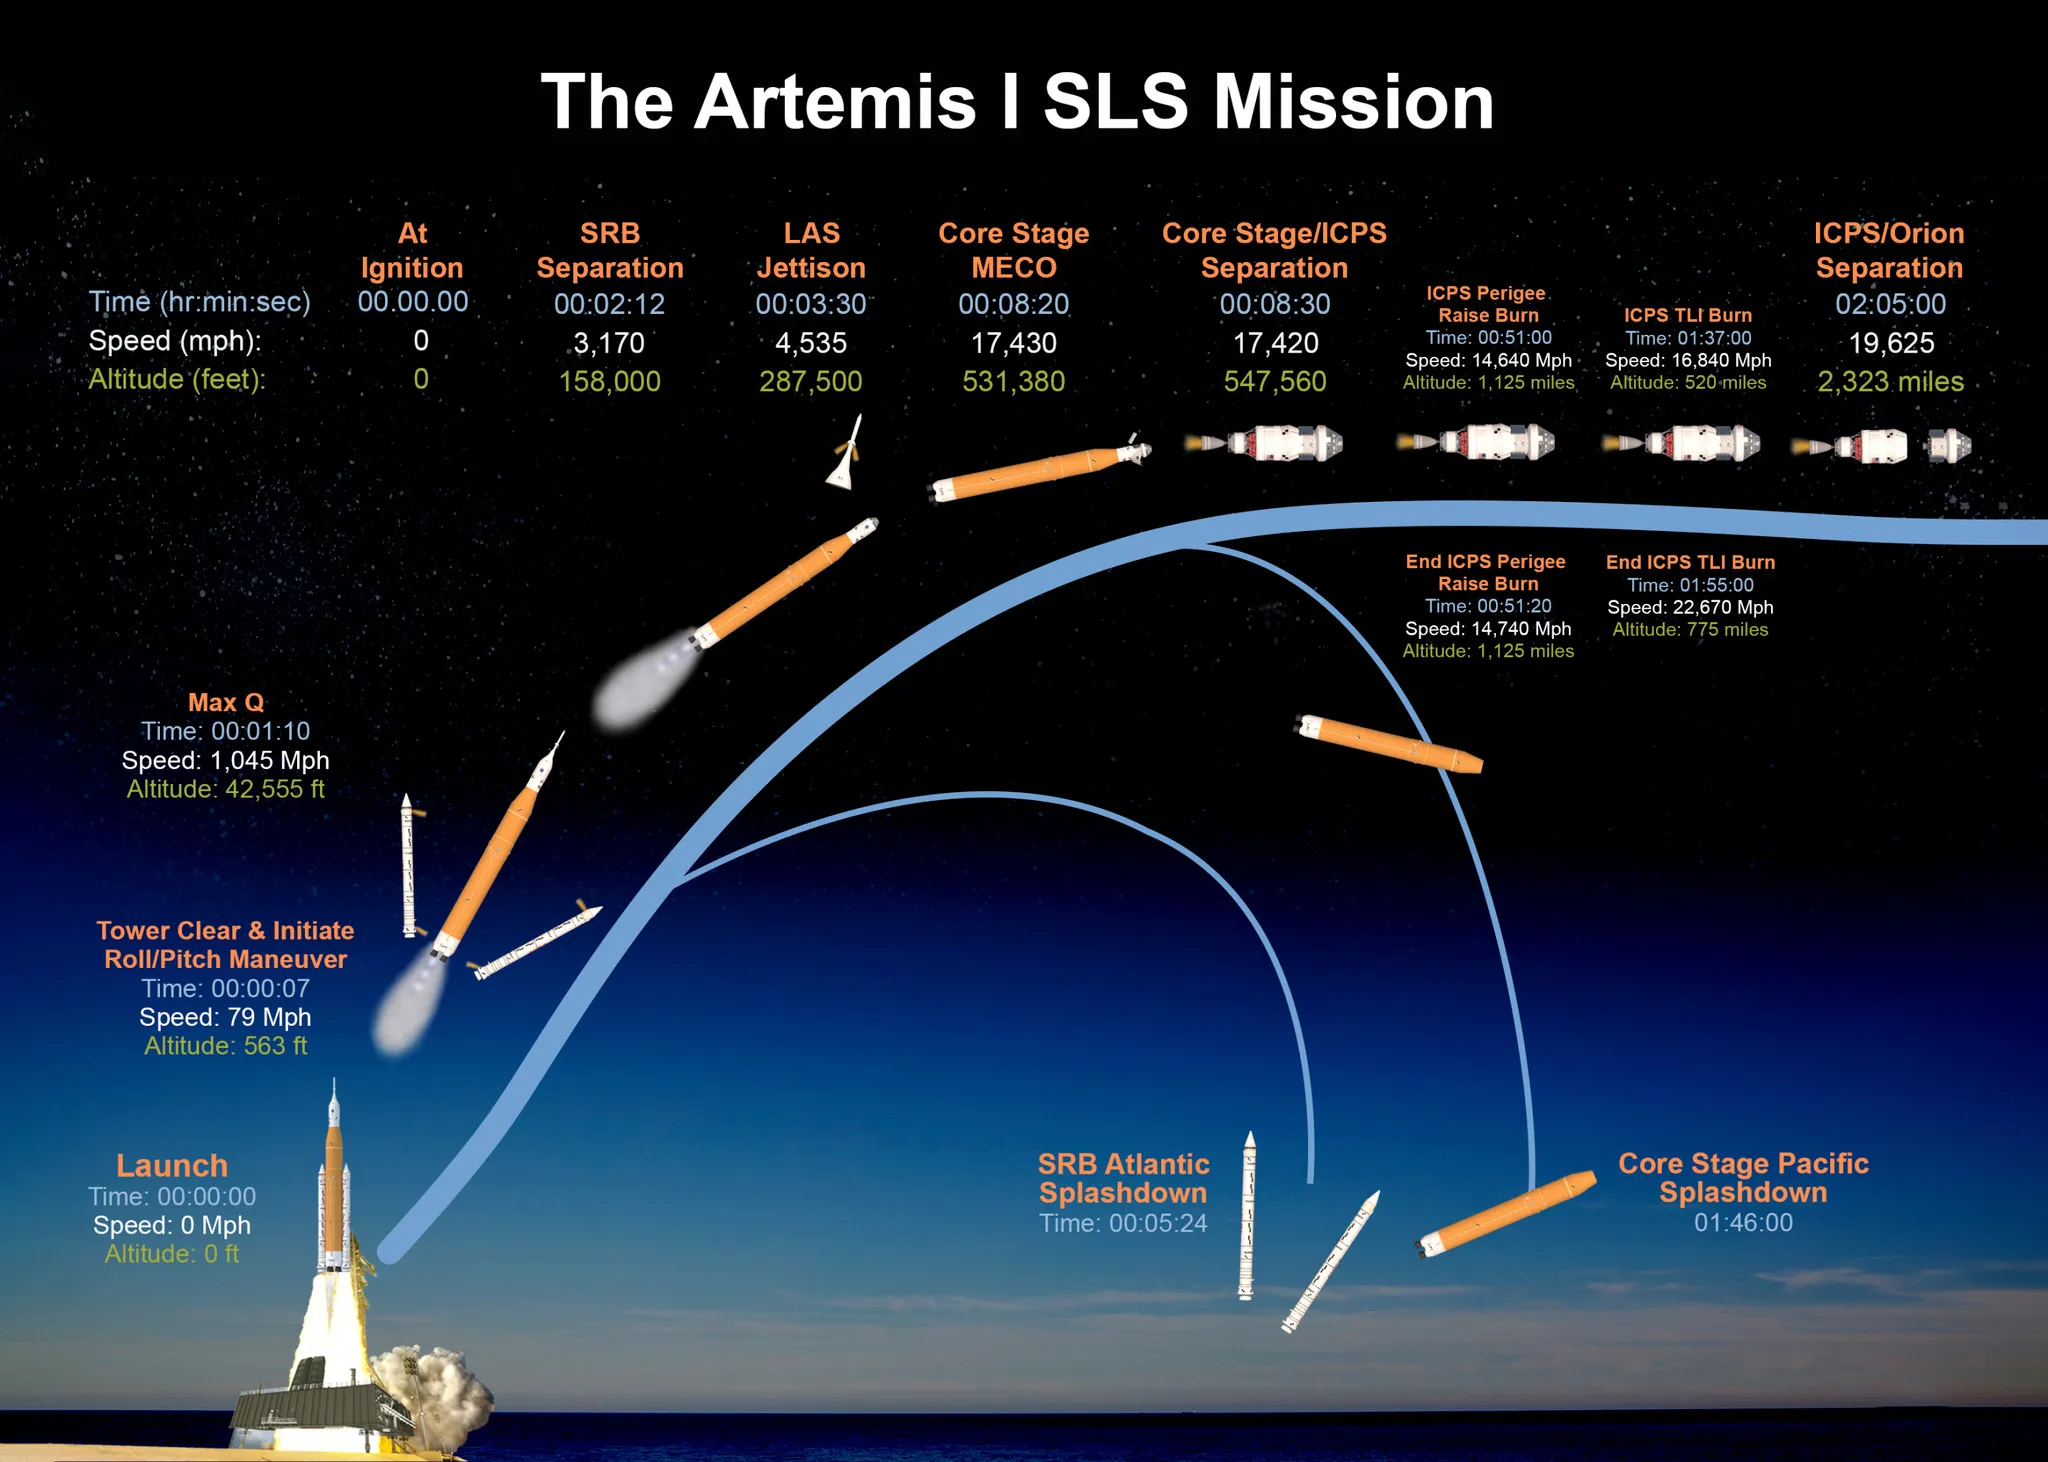 The Artemis I SLS Mission
At
Ignition
SRB
Separation
LAS
Jettison
Core Stage
MECO
Core Stage/ICPS
Separation
ICPS/Orion
Separation
Time (hr:min:sec) 00.00.00 00:02:12 00:03:30 00:08:20 00:08:30 02:05:00
Speed (mph): 0 3,170 4,535 17,430 17,420 19,625
Altitude (feet): 0 158,000 287,500 531,380 547,560 2,323 miles
ICPS Perigee
Raise Burn
Time: 00:51:00
Speed: 14,640 Mph
Altitude: 1,125 miles
ICPS TLI Burn
Time: 01:37:00
Speed: 16,840 Mph
Altitude: 520 miles
End ICPS Perigee
Raise Burn
Time: 00:51:20
Speed: 14,740 Mph
Altitude: 1,125 miles
End ICPS TLI Burn
Time: 01:55:00
Speed: 22,670 Mph
Altitude: 775 miles
Max Q
Time: 00:01:10
Speed: 1,045 Mph
Altitude: 42,555 ft
Tower Clear & Initiate
Roll/Pitch Maneuver
Time: 00:00:07
Speed: 79 Mph
Altitude: 563 ft
Launch
Time: 00:00:00
Speed: 0 Mph
Altitude: 0 ft
SRB Atlantic
Splashdown
Time: 00:05:24
Core Stage Pacific
Splashdown
01:46:00